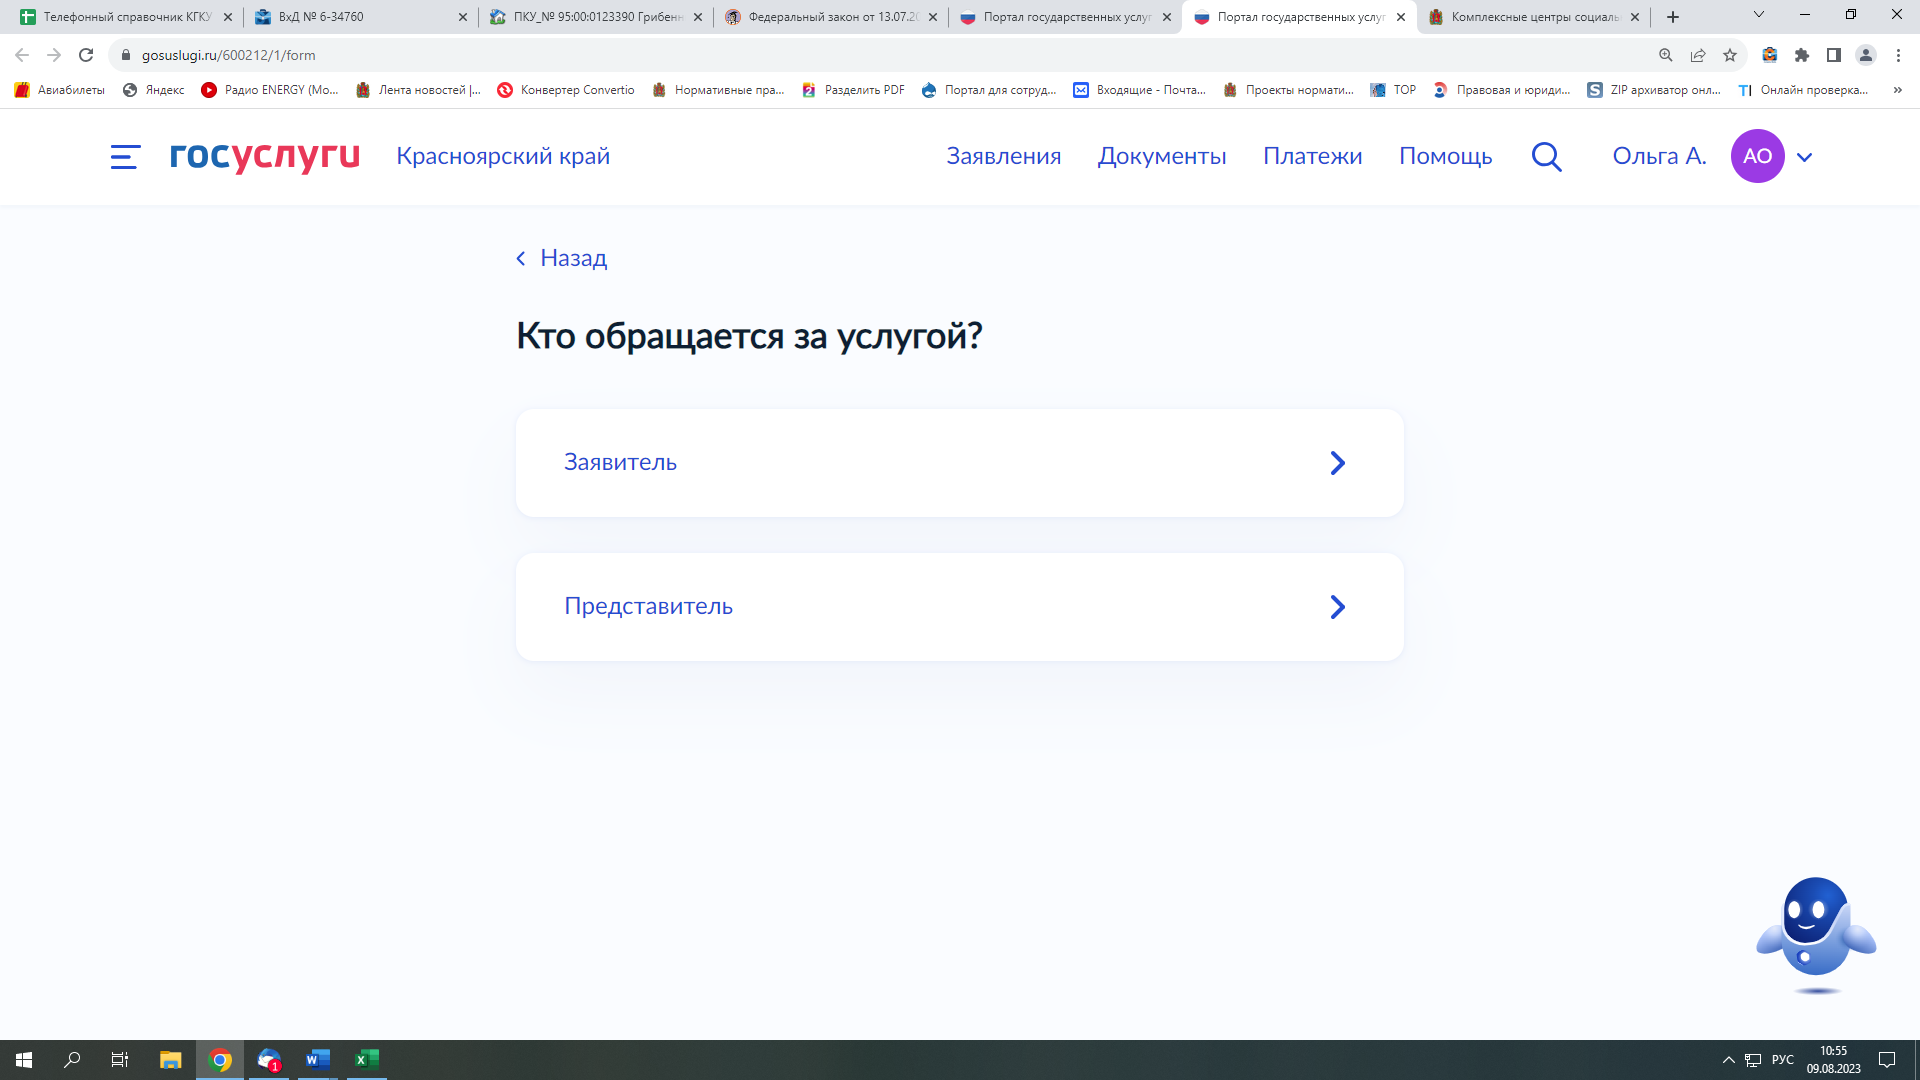 Телефонный справочник КГКУ
ВхД № 6-34760
ПКУ_№ 95:00:0123390 Грибенн
Федеральный закон от 13.07.20
Портал государственных услуг
Портал государственных услуг
Комплексные центры социаль
gosuslugi.ru/600212/1/form
Авиабилеты
Яндекс
Радио ENERGY (Мо...
Лента новостей |...
Конвертер Convertio
Нормативные пра...
Разделить PDF
Портал для сотруд...
Входящие - Почта...
Проекты нормати...
ТОР
Правовая и юриди...
ZIP архиватор онл...
Онлайн проверка...
госуслуги
Красноярский край
Заявления
Документы
Платежи
Помощь
Ольга А.
АО
Назад
Кто обращается за услугой?
Заявитель
Представитель
1
РУС
10:55
09.08.2023